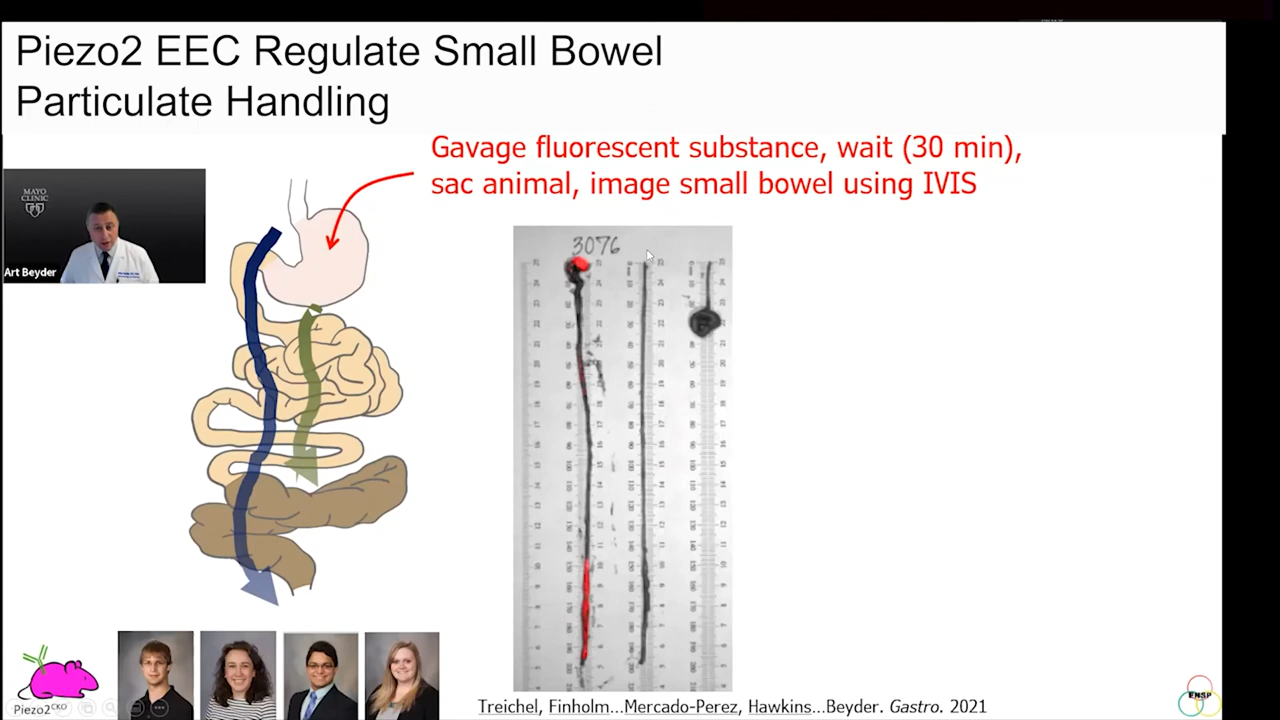 Piezo2 EEC Regulate Small Bowel
Particulate Handling
Gavage fluorescent substance, wait (30 min),
sac animal, image small bowel using IVIS
MAYO
CLINIC
Art Beyder
3076
Piezo2CKO
Treichel, Finholm...Mercado-Perez, Hawkins...Beyder. Gastro. 2021
ENSP